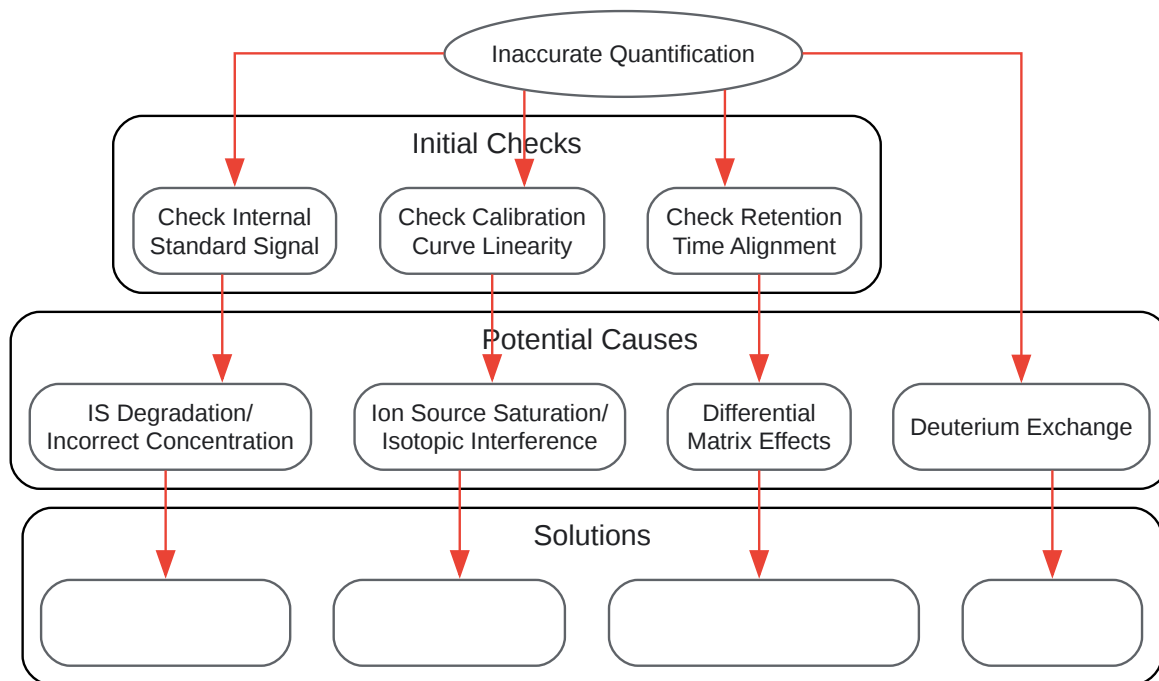 Inaccurate Quantification
Initial Checks
Check Internal
Standard Signal
Check Calibration
Curve Linearity
Check Retention
Time Alignment
Potential Causes
IS Degradation/
Incorrect Concentration
Ion Source Saturation/
Isotopic Interference
Differential
Matrix Effects
Deuterium Exchange
Solutions